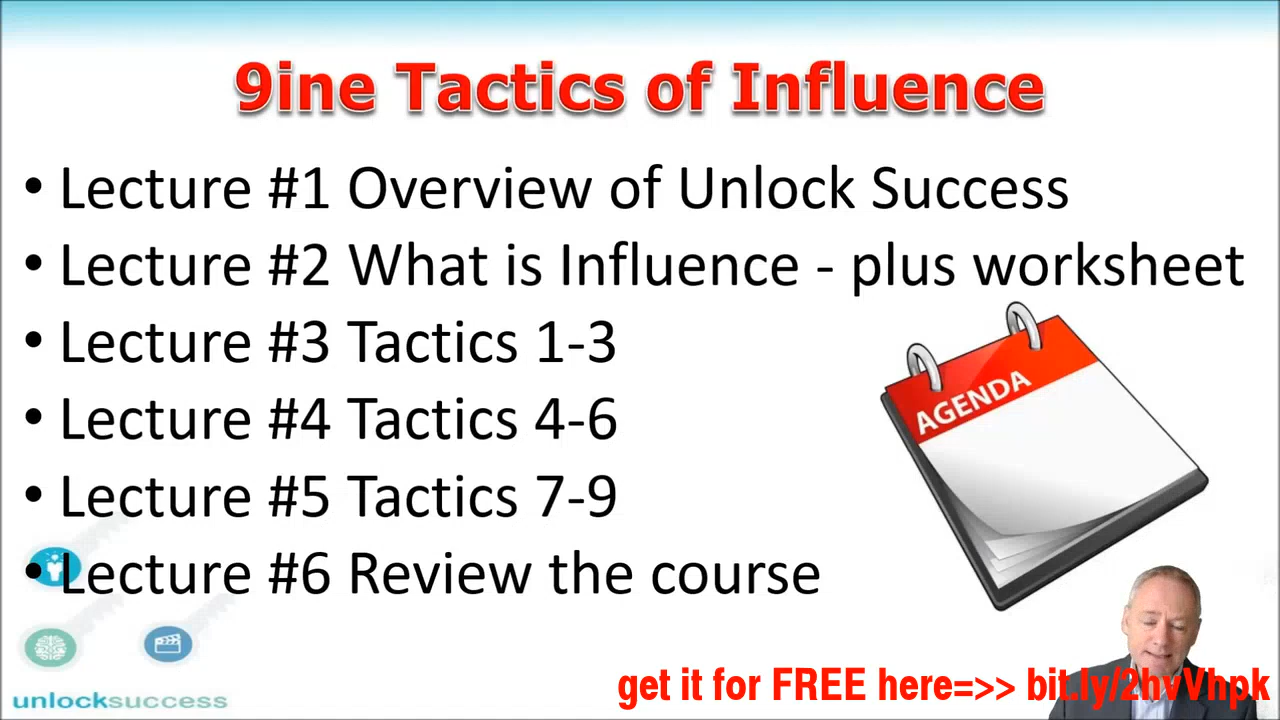 9ine Tactics of Influence
• Lecture #1 Overview of Unlock Success
• Lecture #2 What is Influence - plus worksheet
• Lecture #3 Tactics 1-3
• Lecture #4 Tactics 4-6
• Lecture #5 Tactics 7-9
• Lecture #6 Review the course
AGENDA
get it for FREE here=>> bit.ly/2hvVhpk
unlocksuccess